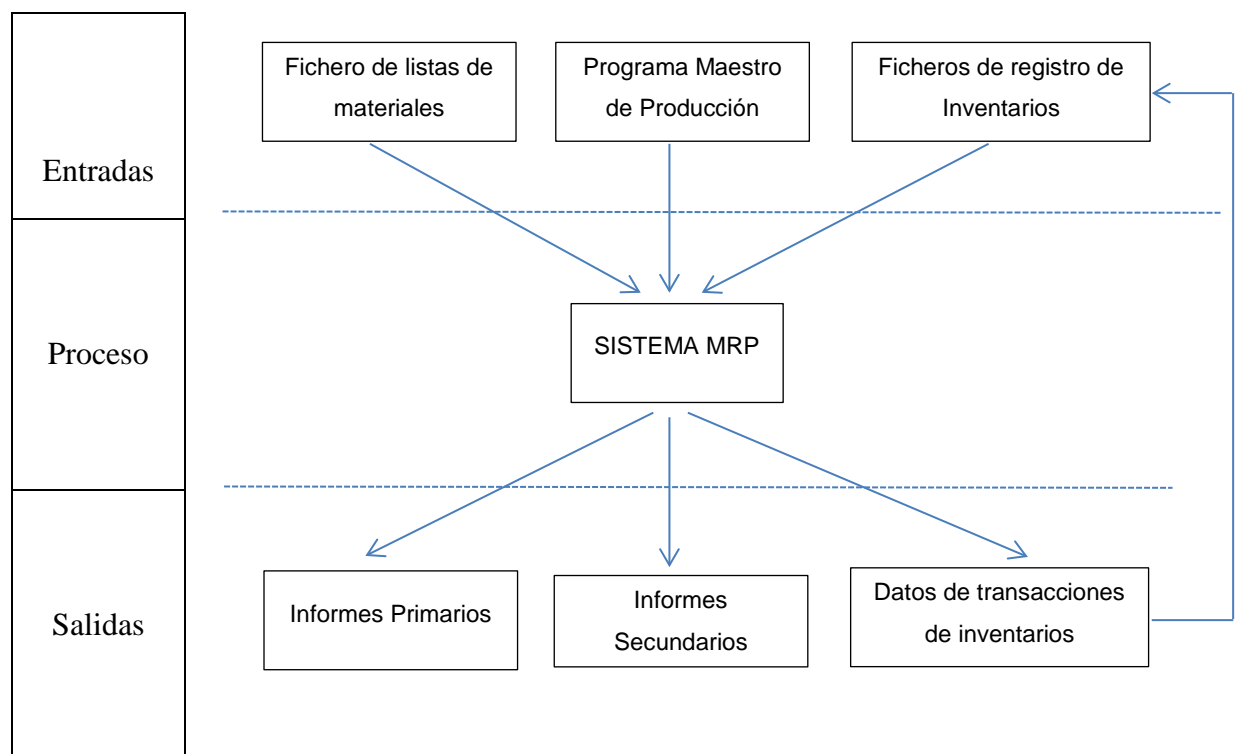 Fichero de listas de
materiales
Programa Maestro
de Producción
Ficheros de registro de
Inventarios
Entradas
Proceso
SISTEMA MRP
Salidas
Informes Primarios
Informes
Secundarios
Datos de transacciones
de inventarios